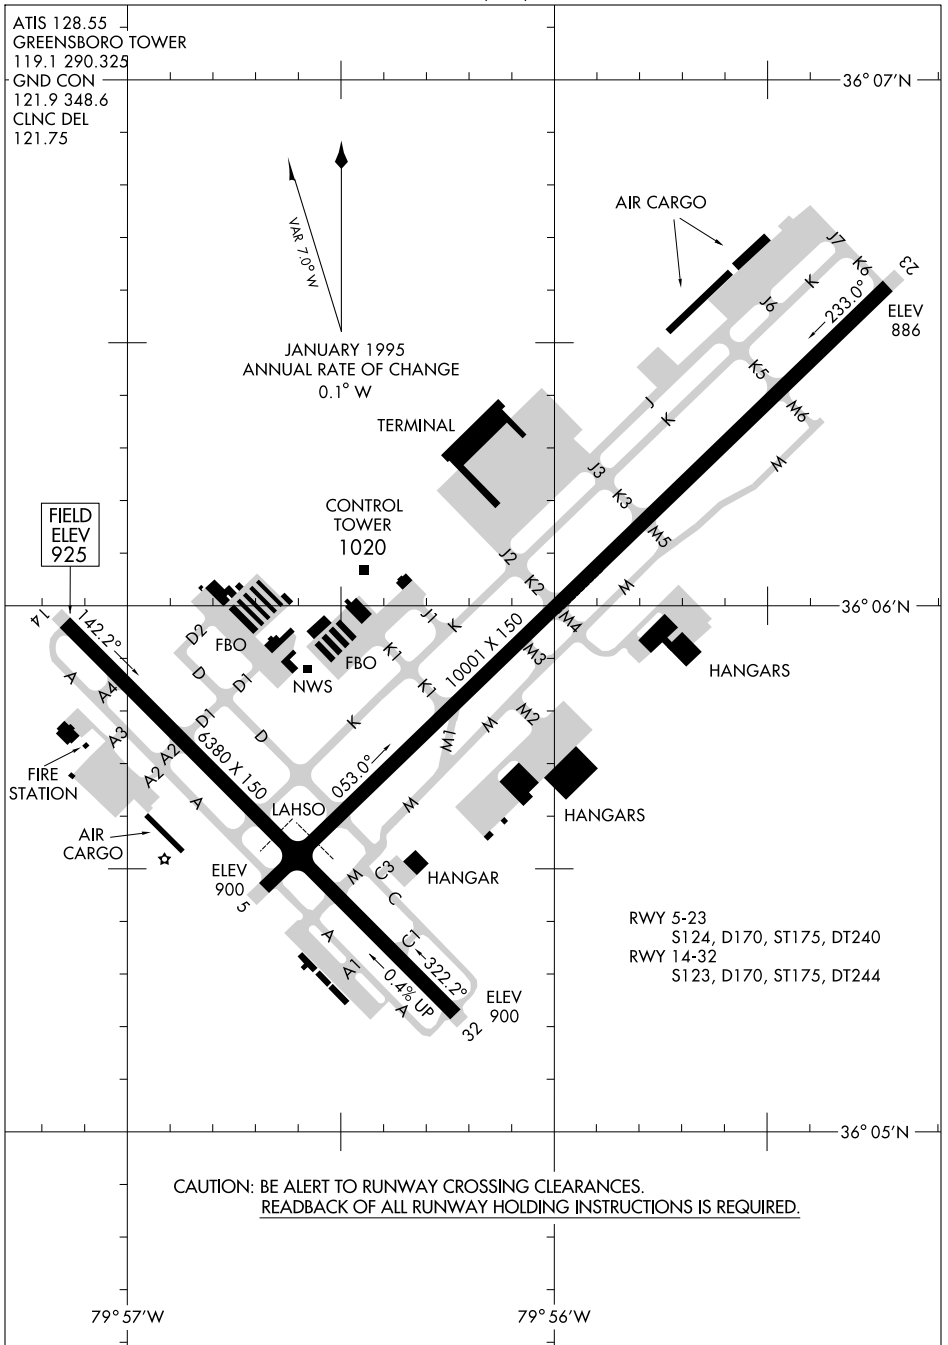 ATIS 128.55
GREENSBORO TOWER
119.1 290.325
GND CON
121.9 348.6
CLNC DEL
121.75
36° 07'N
VAR 7.0° W
JANUARY 1995
ANNUAL RATE OF CHANGE
0.1° W
AIR CARGO
J7
K6
23
K
J6
233.0°
ELEV
886
K5
M6
J
K
M
TERMINAL
J3
K3
M5
FIELD
ELEV
925
CONTROL
TOWER
1020
J2
K2
M
36° 06'N
14
142.2°
D2
FBO
D
D1
NWS
FBO
J1
K
K1
K1
10001 X 150
M4
M3
HANGARS
A
A4
A3
D1
D
K
M1
M
M2
A2
A2
6380 X 150
FIRE
STATION
A
LAHSO
053.0°
M
HANGARS
AIR
CARGO
ELEV
900
5
M
C3
C
HANGAR
C1
A
A1
322.2°
0.4% UP
A
32
ELEV
900
RWY 5-23
S124, D170, ST175, DT240
RWY 14-32
S123, D170, ST175, DT244
36° 05'N
CAUTION: BE ALERT TO RUNWAY CROSSING CLEARANCES.
READBACK OF ALL RUNWAY HOLDING INSTRUCTIONS IS REQUIRED.
79° 57'W
79° 56'W